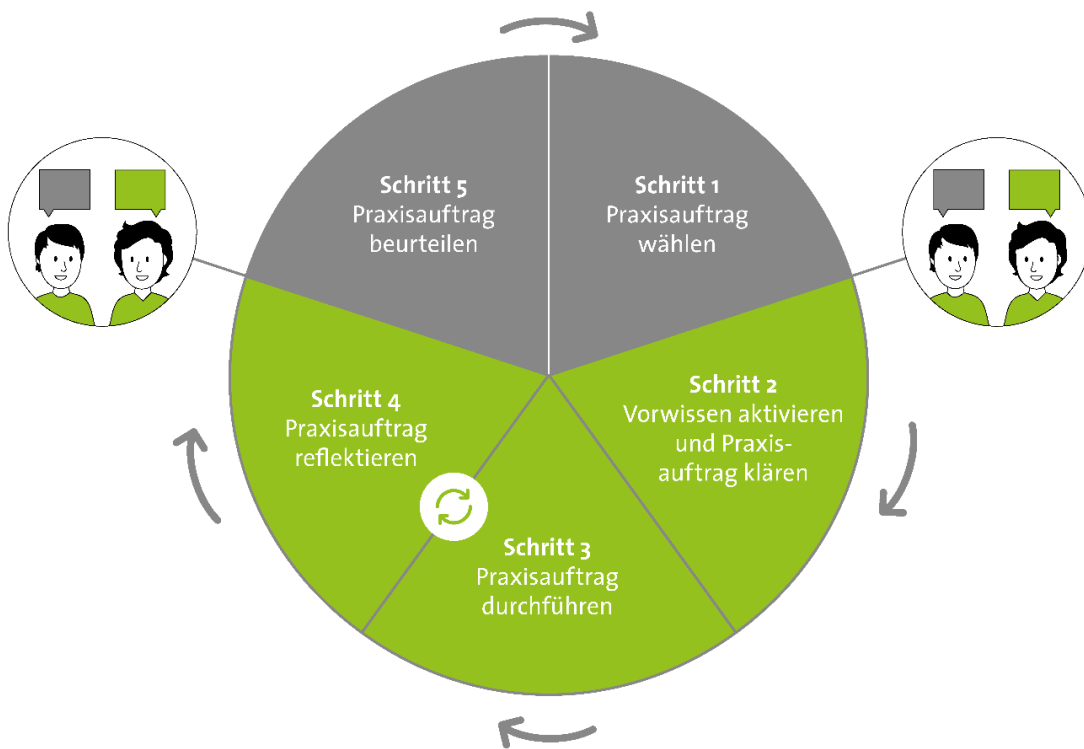 Schritt 1
Praxisauftrag
wählen
Schritt 2
Vorwissen aktivieren
und Praxis-
auftrag klären
Schritt 3
Praxisauftrag
durchführen
Schritt 4
Praxisauftrag
reflektieren
Schritt 5
Praxisauftrag
beurteilen